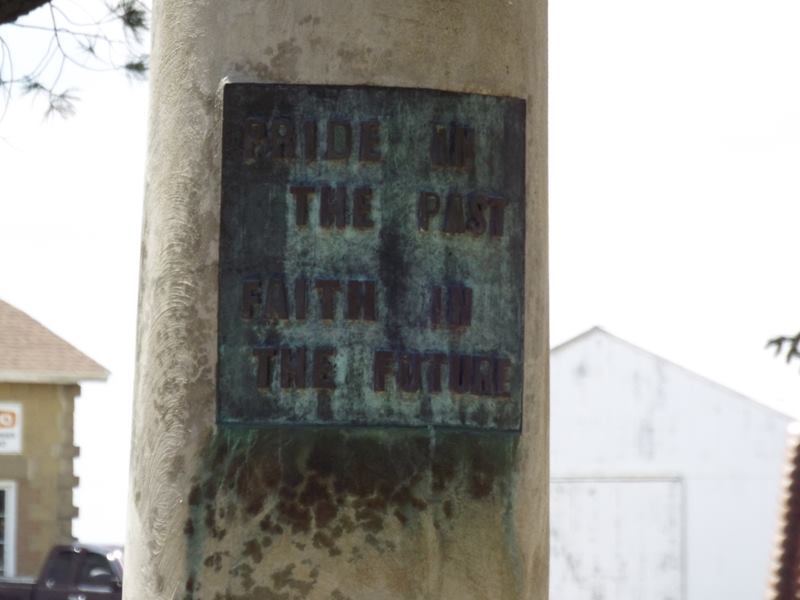 PRIDE IN
THE PAST
FAITH IN
THE FUTURE